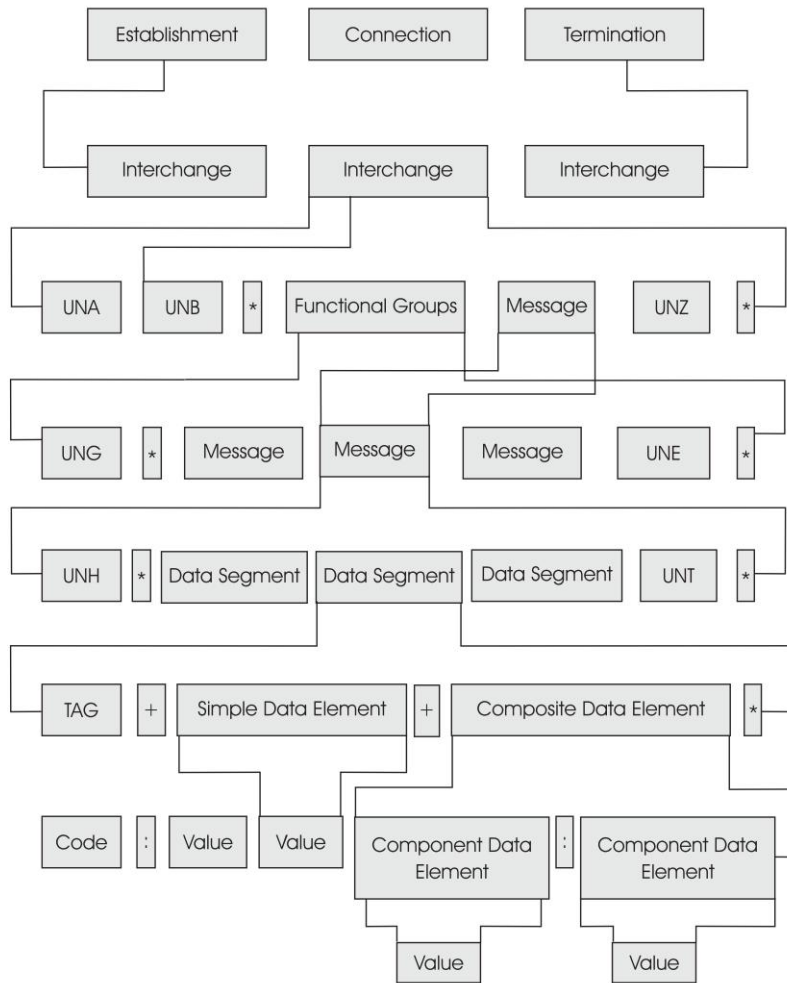 Establishment Connection Termination
Interchange Interchange Interchange
UNA UNB * Functional Groups Message UNZ *
UNG * Message Message Message UNE *
UNH * Data Segment Data Segment Data Segment UNT *
TAG + Simple Data Element + Composite Data Element *
Code : Value Value Component Data Element : Component Data Element
Value Value